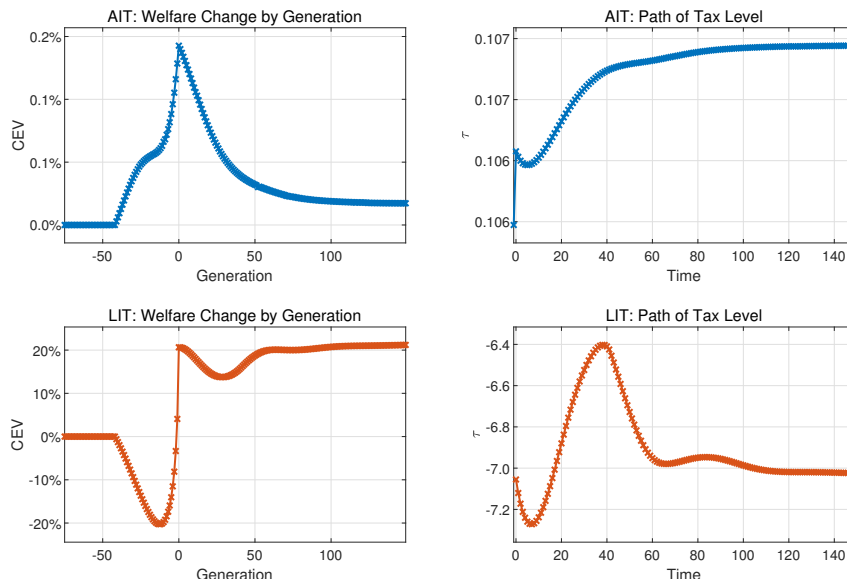 AIT: Welfare Change by Generation
0.2%
0.1%
0.1%
0.0%
CEV
-50 0 50 100
Generation
AIT: Path of Tax Level
0.107
0.107
0.106
0.106
τ
0 20 40 60 80 100 120 140
Time
LIT: Welfare Change by Generation
20%
10%
0%
-10%
-20%
CEV
-50 0 50 100
Generation
LIT: Path of Tax Level
-6.4
-6.6
-6.8
-7.0
-7.2
τ
0 20 40 60 80 100 120 140
Time